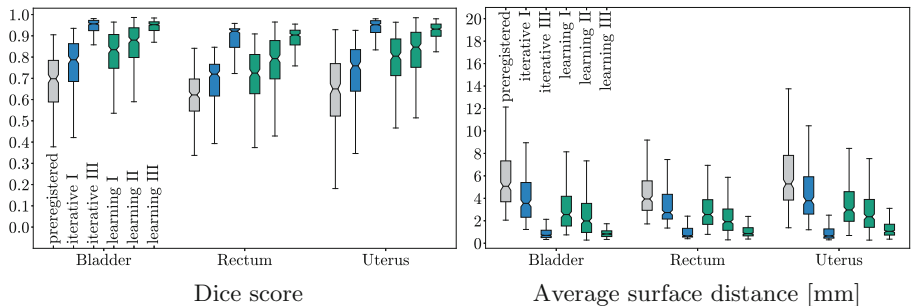 1.0
0.9
0.8
0.7
0.6
0.5
0.4
0.3
0.2
0.1
0.0
preregistered
iterative I
iterative III
learning I
learning II
learning III
Bladder
Rectum
Uterus
Dice score
20
18
16
14
12
10
8
6
4
2
0
preregistered
iterative I
iterative III
learning I
learning II
learning III
Bladder
Rectum
Uterus
Average surface distance [mm]